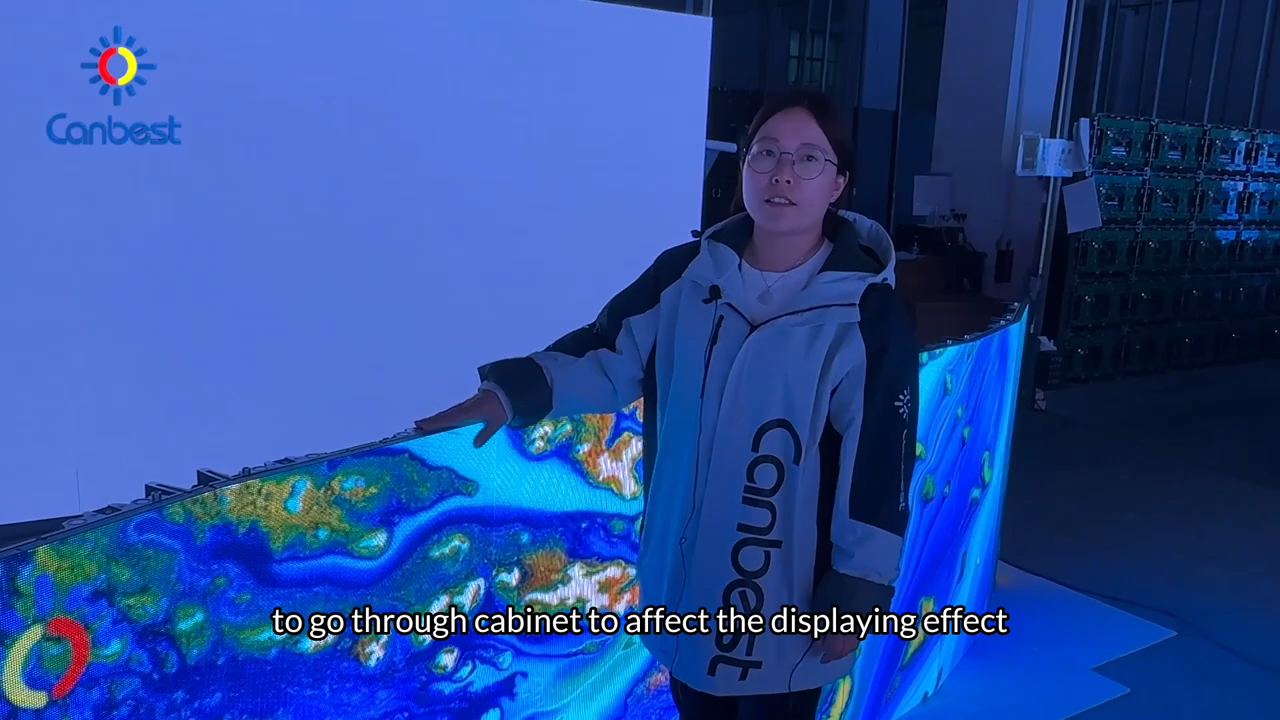 Canbest
Canbest
to go through cabinet to affect the displaying effect